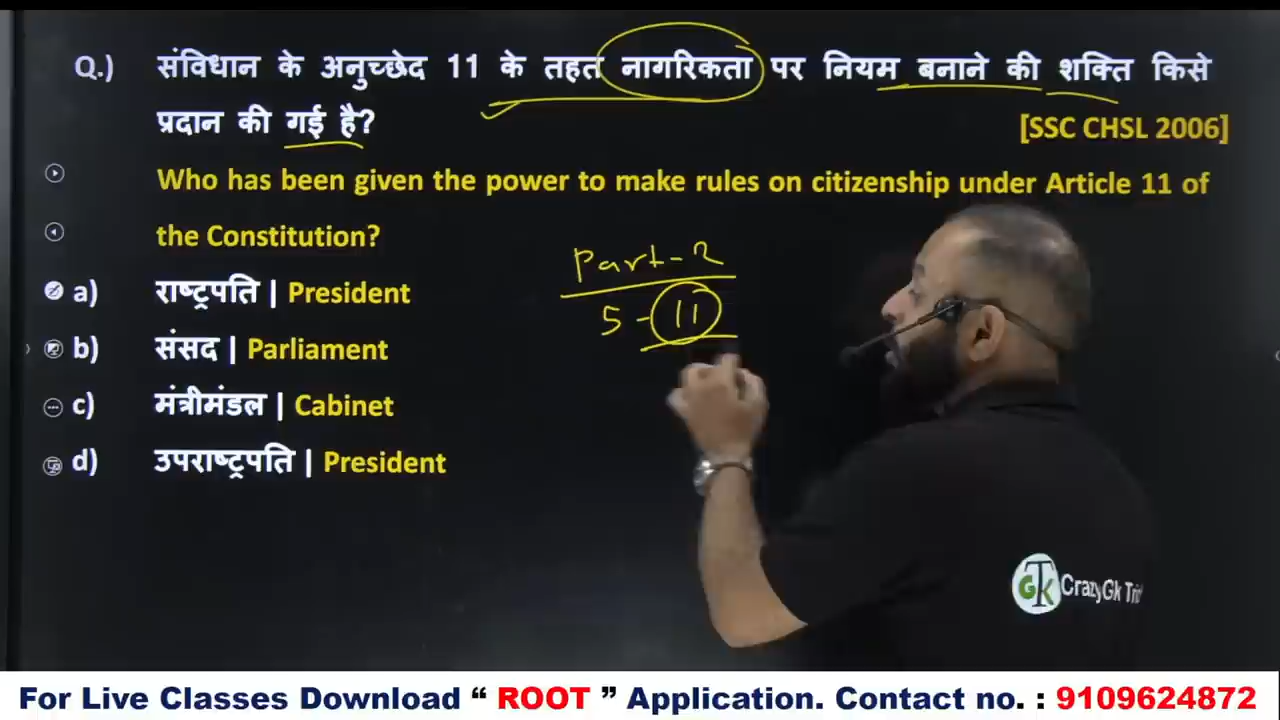 Q.) संविधान के अनुच्छेद 11 के तहत नागरिकता पर नियम बनाने की शक्ति किसे
प्रदान की गई है?
[SSC CHSL 2006]
Who has been given the power to make rules on citizenship under Article 11 of
the Constitution?
a) राष्ट्रपति | President
b) संसद | Parliament
c) मंत्रीमंडल | Cabinet
d) उपराष्ट्रपति | President
Part-2
5-11
GTK CrazyGk
For Live Classes Download “ ROOT ” Application. Contact no. : 9109624872